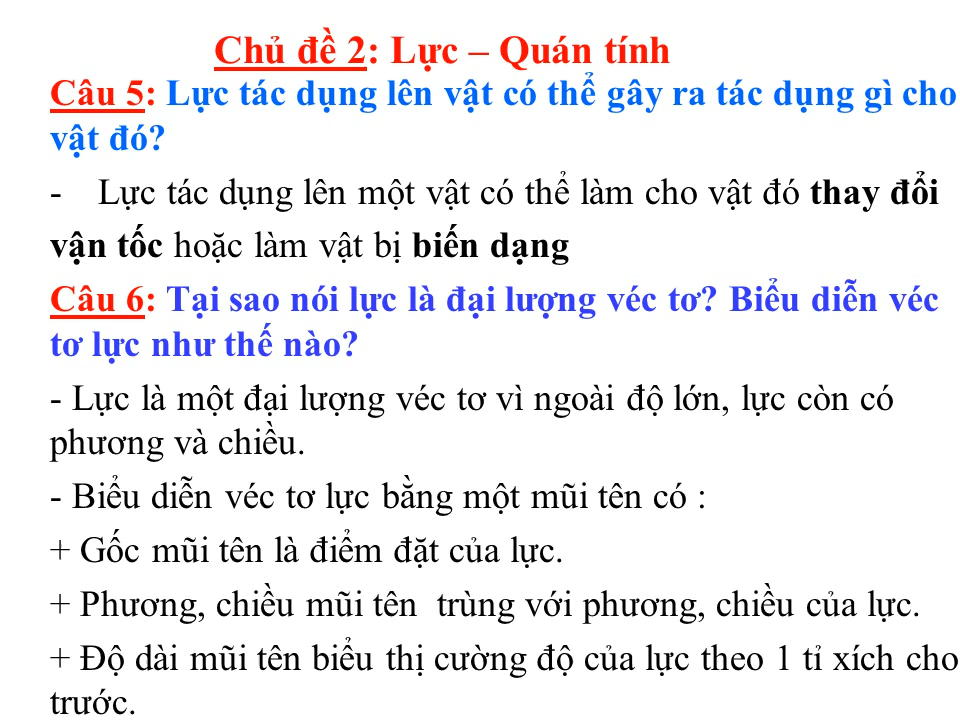 Chủ đề 2: Lực – Quán tính
Câu 5: Lực tác dụng lên vật có thể gây ra tác dụng gì cho
vật đó?
- Lực tác dụng lên một vật có thể làm cho vật đó thay đổi
vận tốc hoặc làm vật bị biến dạng
Câu 6: Tại sao nói lực là đại lượng véc tơ? Biểu diễn véc
tơ lực như thế nào?
- Lực là một đại lượng véc tơ vì ngoài độ lớn, lực còn có
phương và chiều.
- Biểu diễn véc tơ lực bằng một mũi tên có :
+ Gốc mũi tên là điểm đặt của lực.
+ Phương, chiều mũi tên trùng với phương, chiều của lực.
+ Độ dài mũi tên biểu thị cường độ của lực theo 1 tỉ xích cho
trước.